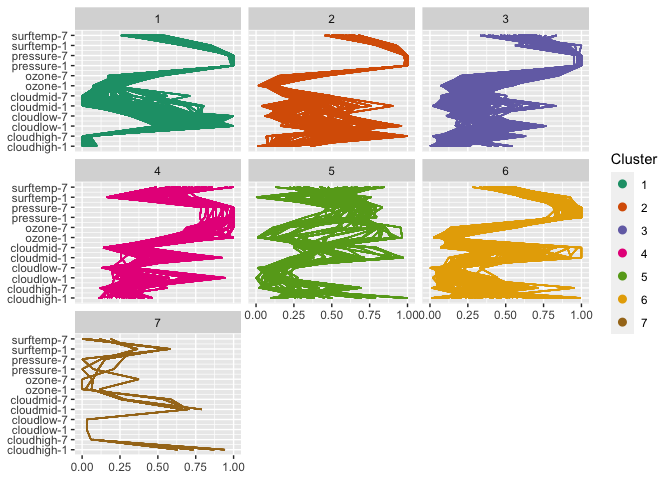 1 2 3
surftemp-7
surftemp-1
pressure-7
pressure-1
ozone-7
ozone-1
cloudmid-7
cloudmid-1
cloudlow-7
cloudlow-1
cloudhigh-7
cloudhigh-1
4 5 6
surftemp-7
surftemp-1
pressure-7
pressure-1
ozone-7
ozone-1
cloudmid-7
cloudmid-1
cloudlow-7
cloudlow-1
cloudhigh-7
cloudhigh-1
0.00 0.25 0.50 0.75 1.00 0.00 0.25 0.50 0.75 1.00
7
surftemp-7
surftemp-1
pressure-7
pressure-1
ozone-7
ozone-1
cloudmid-7
cloudmid-1
cloudlow-7
cloudlow-1
cloudhigh-7
cloudhigh-1
0.00 0.25 0.50 0.75 1.00
Cluster
1
2
3
4
5
6
7